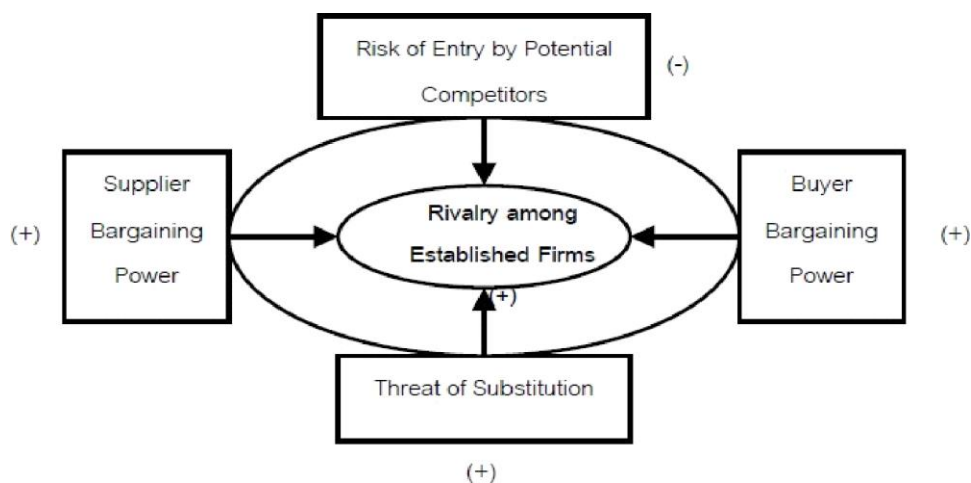 Risk of Entry by Potential
Competitors
(-)
Supplier
Bargaining
Power
(+)
Rivalry among
Established Firms
(+)
Buyer
Bargaining
Power
(+)
Threat of Substitution
(+)